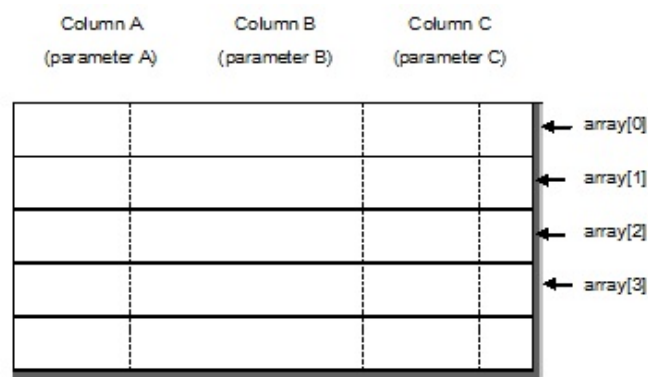 Column A Column B Column C
(parameter A) (parameter B) (parameter C)
array[0]
array[1]
array[2]
array[3]